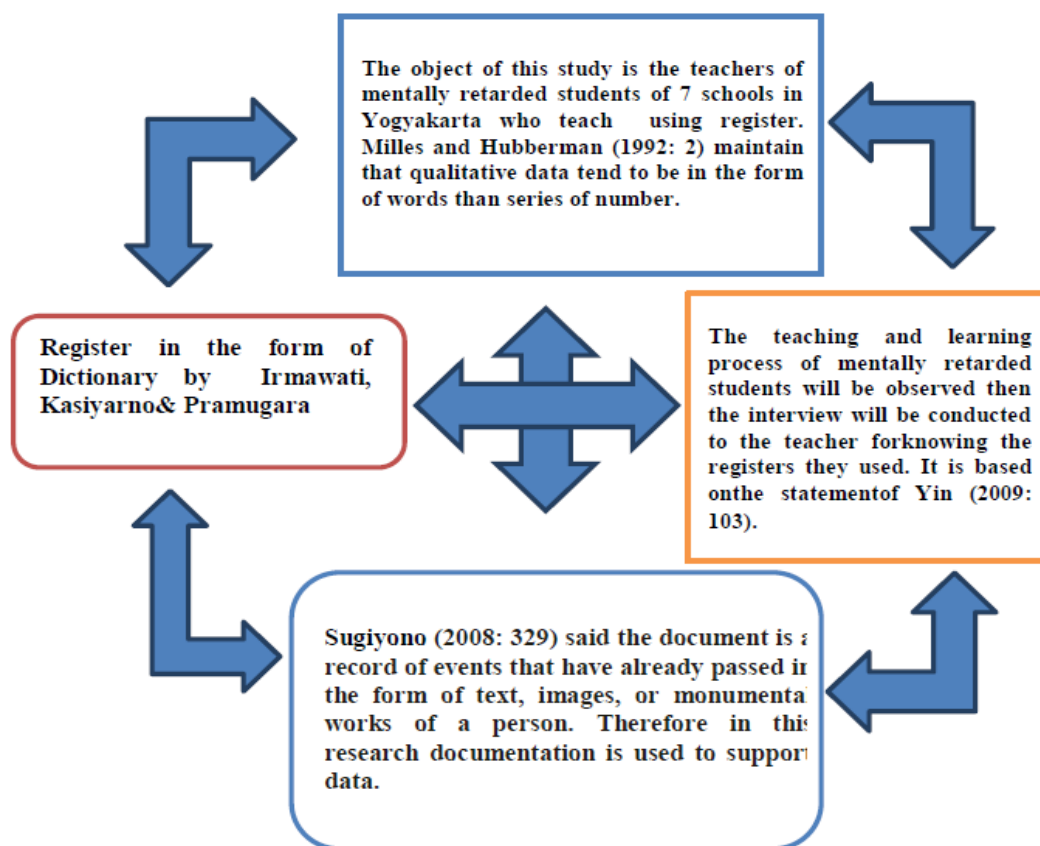 The object of this study is the teachers of
mentally retarded students of 7 schools in
Yogyakarta who teach using register.
Milles and Hubberman (1992: 2) maintain
that qualitative data tend to be in the form
of words than series of number.
Register in the form of
Dictionary by Irmawati,
Kasiyarno& Pramugara
The teaching and learning
process of mentally retarded
students will be observed then
the interview will be conducted
to the teacher forknowing the
registers they used. It is based
onthe statementof Yin (2009:
103).
Sugiyono (2008: 329) said the document is a
record of events that have already passed in
the form of text, images, or monumental
works of a person. Therefore in this
research documentation is used to support
data.